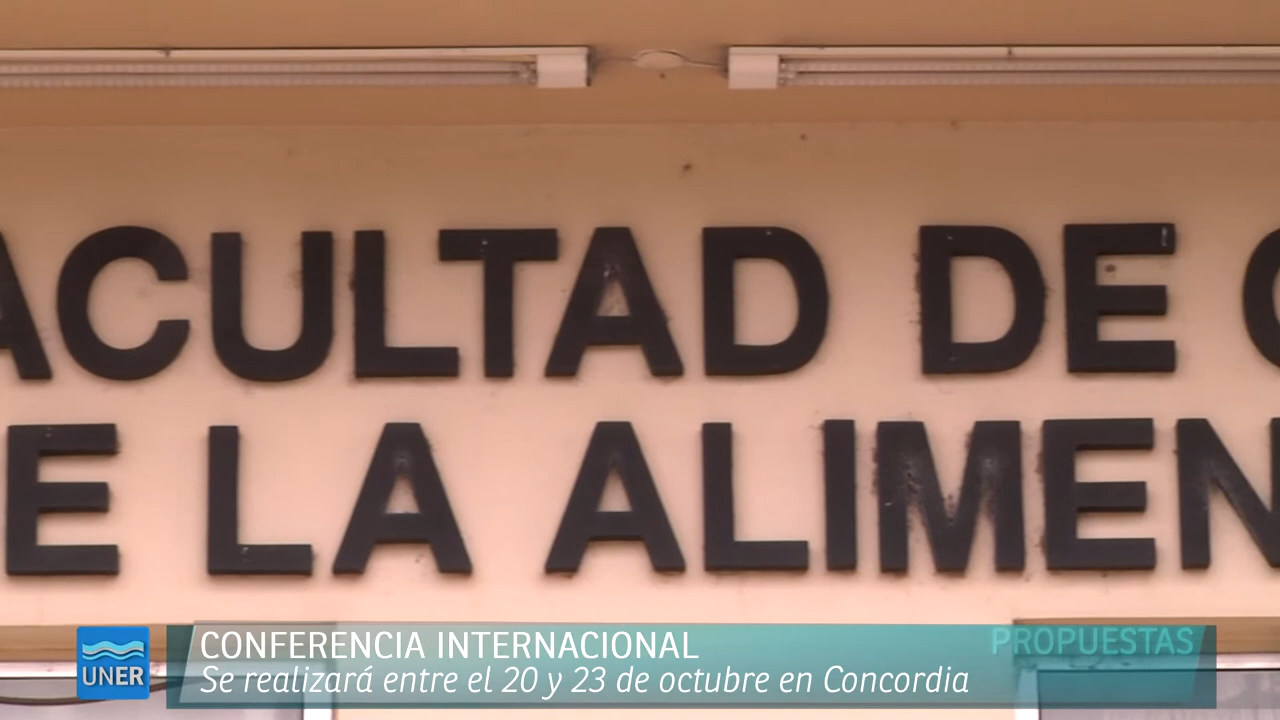 ACULTAD DE C
E LA ALIMEN
CONFERENCIA INTERNACIONAL
PROPUESTAS
Se realizará entre el 20 y 23 de octubre en Concordia
UNER